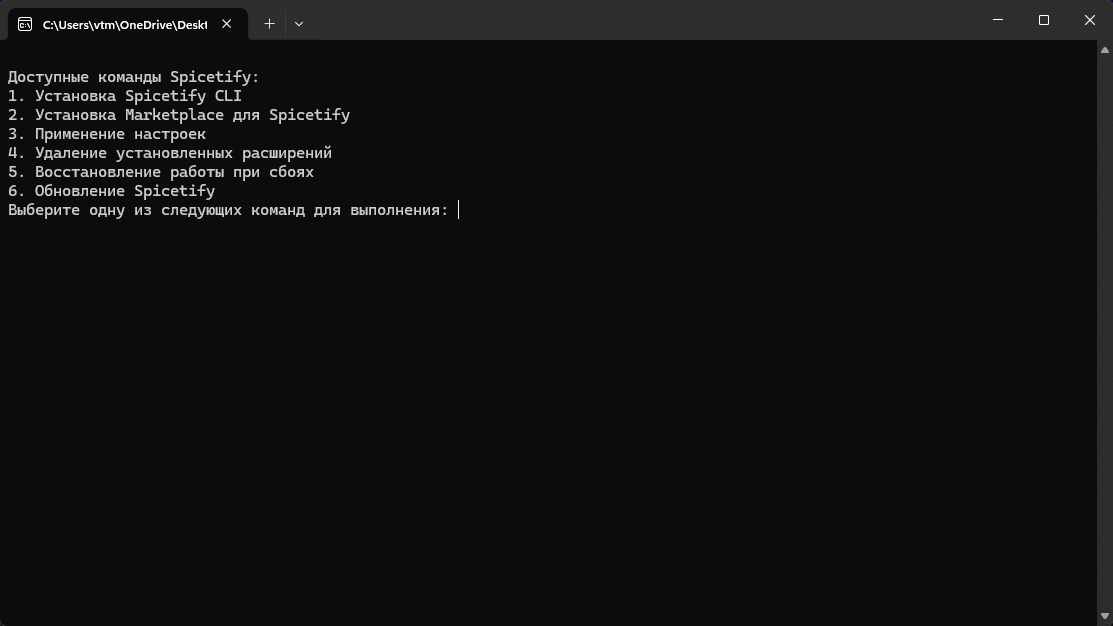 C:\Users\vtm\OneDrive\Deskt
Доступные команды Spicetify:
1. Установка Spicetify CLI
2. Установка Marketplace для Spicetify
3. Применение настроек
4. Удаление установленных расширений
5. Восстановление работы при сбоях
6. Обновление Spicetify
Выберите одну из следующих команд для выполнения: